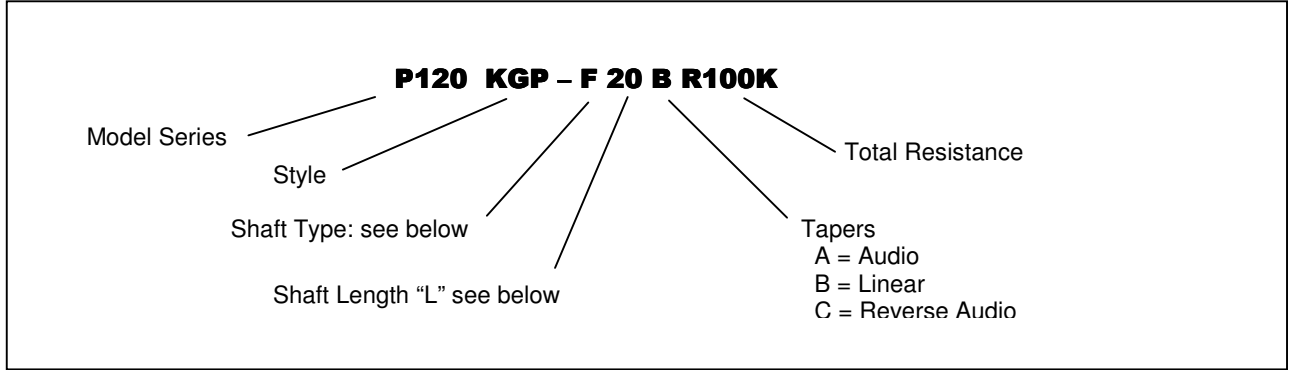 P120 KGP – F 20 B R100K
Model Series
Total Resistance
Style
Shaft Type: see below
Tapers
A = Audio
B = Linear
Shaft Length “L” see below
C = Reverse Audio